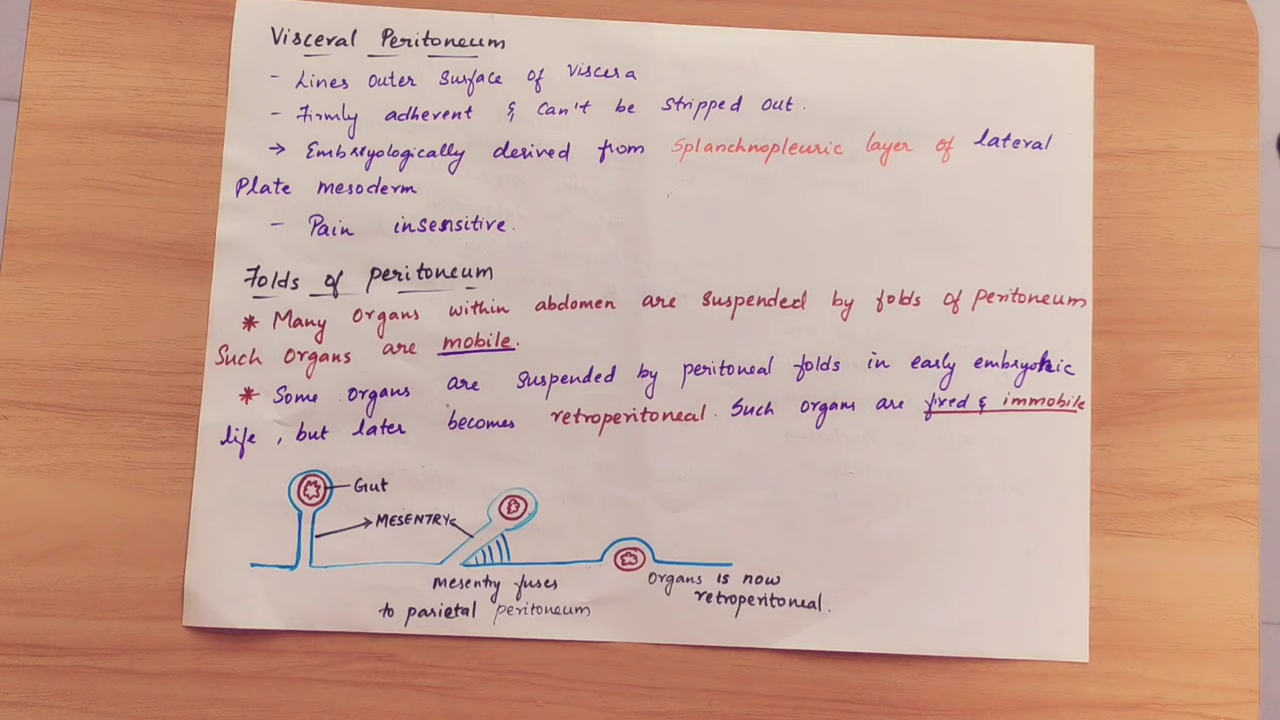 Visceral Peritoneum
- Lines outer surface of viscera
- Firmly adherent & can't be stripped out.
→ Embryologically derived from splanchnopleuric layer of lateral
plate mesoderm
- Pain insensitive.
Folds of peritoneum
* Many organs within abdomen are suspended by folds of peritoneum
Such organs are mobile.
* Some organs are suspended by peritoneal folds in early embryonic
life, but later becomes retroperitoneal. Such organs are fixed & immobile
Gut
MESENTRY
Mesentry fuses
to parietal peritoneum
Organs is now
retroperitoneal.